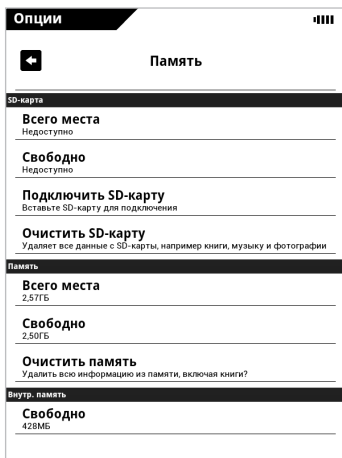 Опции
Память
SD-карта
Всего места
Недоступно
Свободно
Недоступно
Подключить SD-карту
Вставьте SD-карту для подключения
Очистить SD-карту
Удаляет все данные с SD-карты, например книги, музыку и фотографии
Память
Всего места
2,57ГБ
Свободно
2,50ГБ
Очистить память
Удалить всю информацию из памяти, включая книги?
Внутр. память
Свободно
428МБ